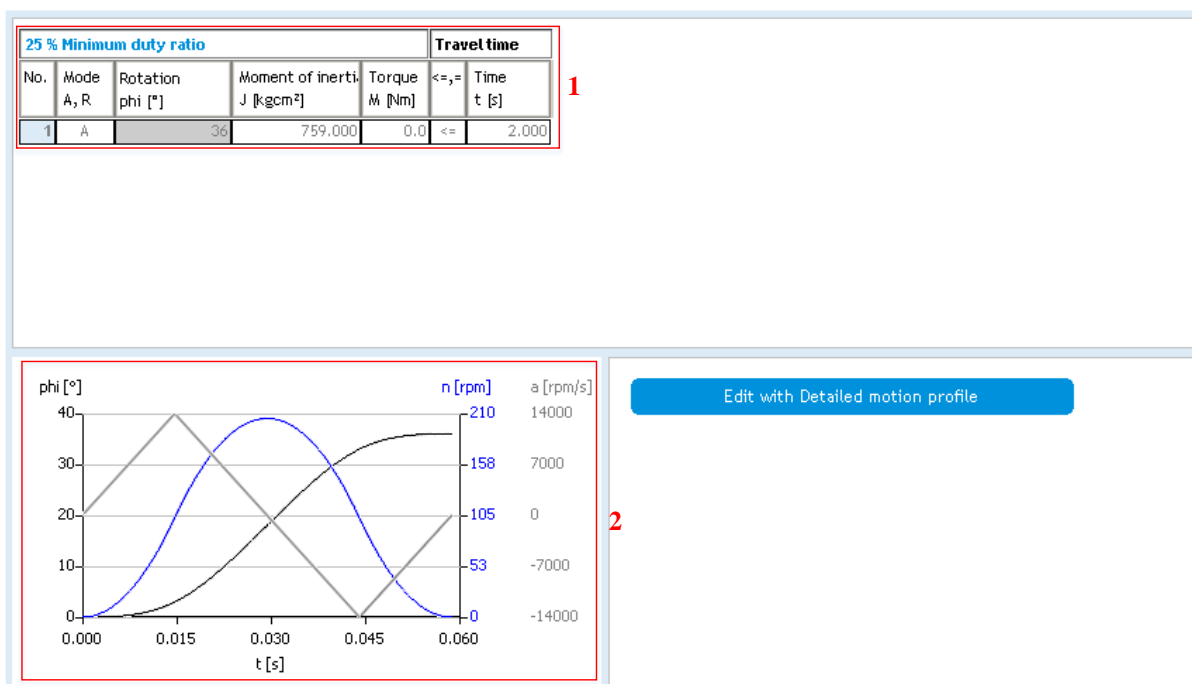 25 % Minimum duty ratio Travel time
No. Mode Rotation Moment of inerti. Torque <=,= Time
A, R phi [°] J [kgcm²] M [Nm] t [s]
1 A 36 759.000 0.0 <= 2.000
1
phi [°] n [rpm] a [rpm/s]
40 210 14000
30 158 7000
20 105 0
10 53 -7000
0 0 -14000
0.000 0.015 0.030 0.045 0.060
t [s]
2
Edit with Detailed motion profile